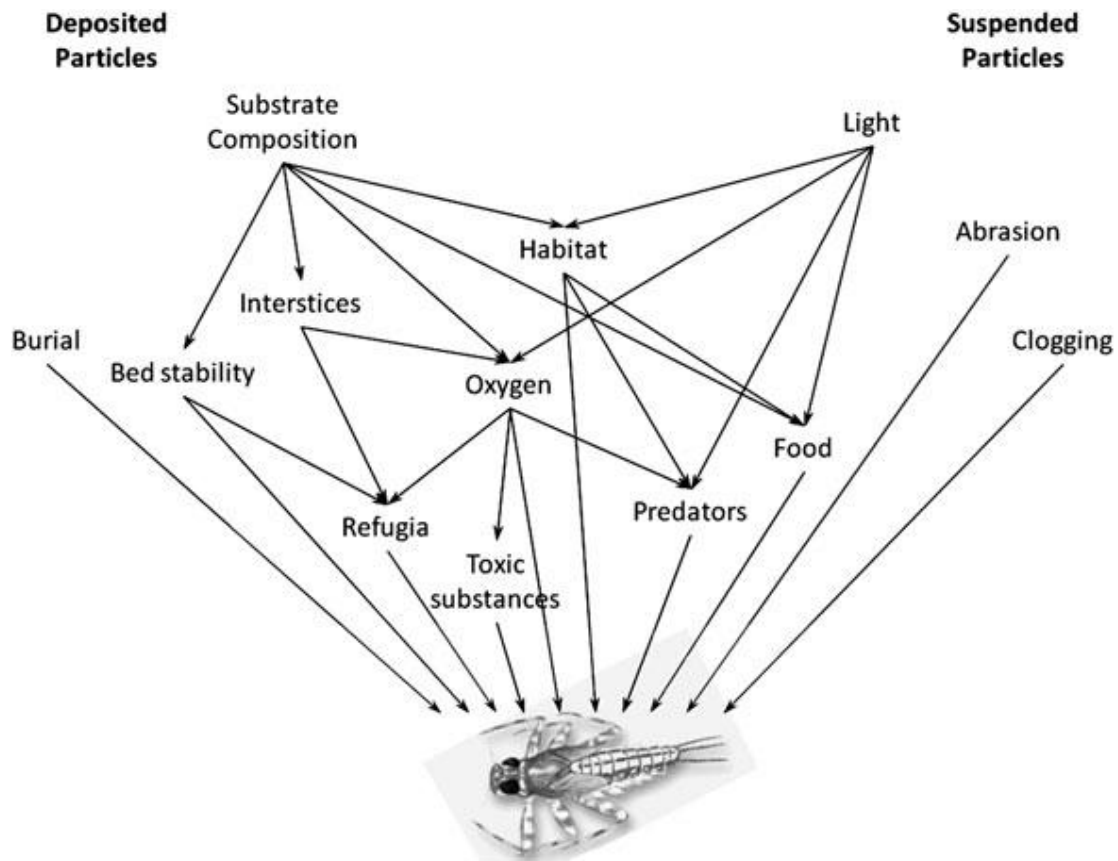 Deposited
Particles
Suspended
Particles
Substrate
Composition
Light
Habitat
Abrasion
Interstices
Burial
Clogging
Bed stability
Oxygen
Food
Refugia
Predators
Toxic
substances